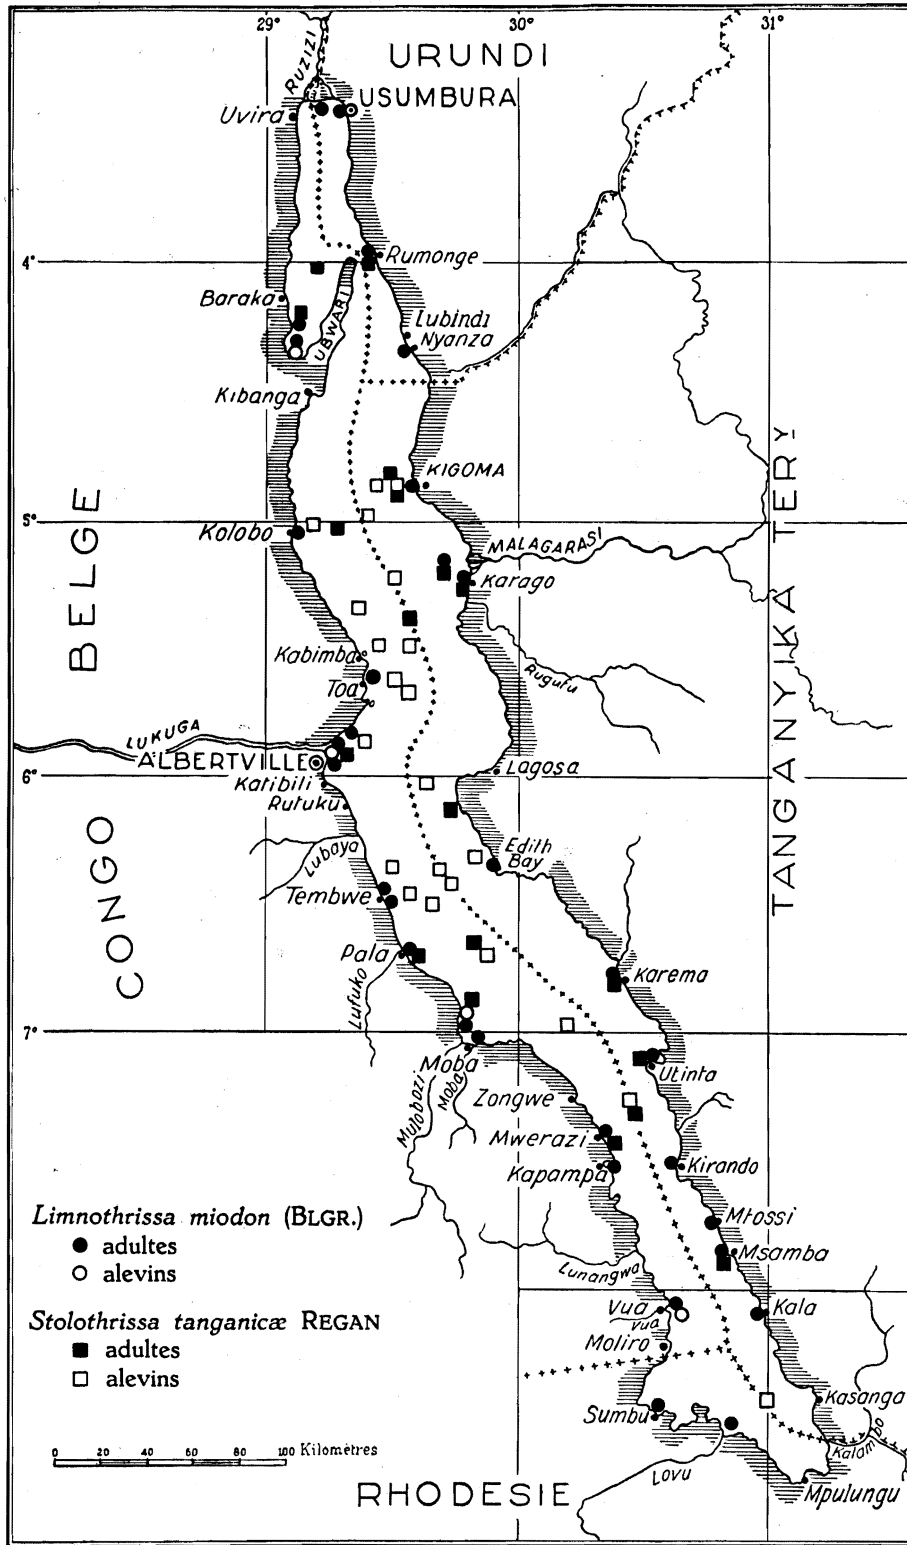 29° 30° 31°
RUZIZI
URUNDI
USUMBURA
Uvira
4°
Rumonge
Baraka
UBWARI
Lubindi
Nyanza
Kibanga
KIGOMA
5°
Kolobo
MALAGARASI
Karago
BELGE
TANGANYIKA TERY
Kabimba
Rugufu
Toa
LUKUGA
ALBERTVILLE
6°
Lagosa
Katibili
Rutuku
CONGO
Lubaya
Edith
Bay
Tembwe
Pala
Karema
Lufuko
7°
Moba
Utinta
Mulobozi
Moba
Zongwe
Mwerazi
Kapampa
Kirando
Limnothrissa miodon (BLGR.)
adultes
alevins
Mtossi
Msamba
Lunangwa
Stolothrissa tanganicæ REGAN
adultes
alevins
Vua
Vua
Kala
Moliro
Kasanga
Sumbu
Kalambo
0 20 40 60 80 100 Kilomètres
Lovu
Mpulungu
RHODESIE